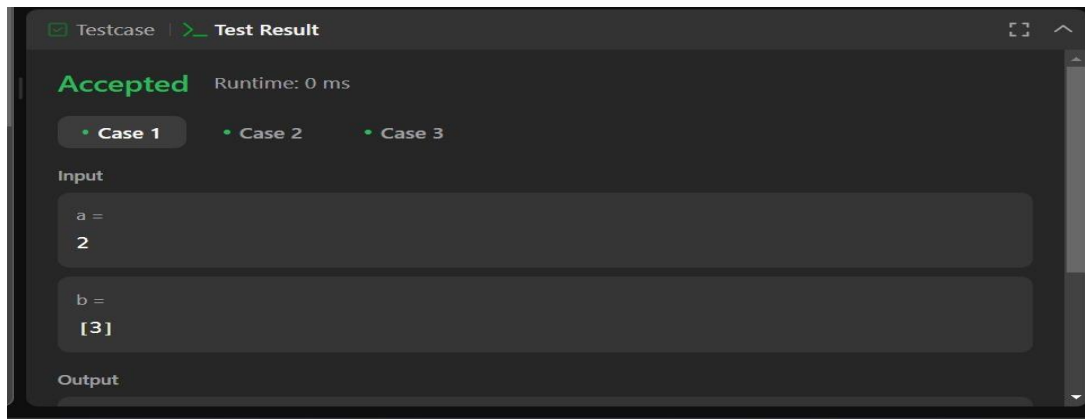 Testcase | >_ Test Result
Accepted Runtime: 0 ms
• Case 1 • Case 2 • Case 3
Input
a =
2
b =
[3]
Output